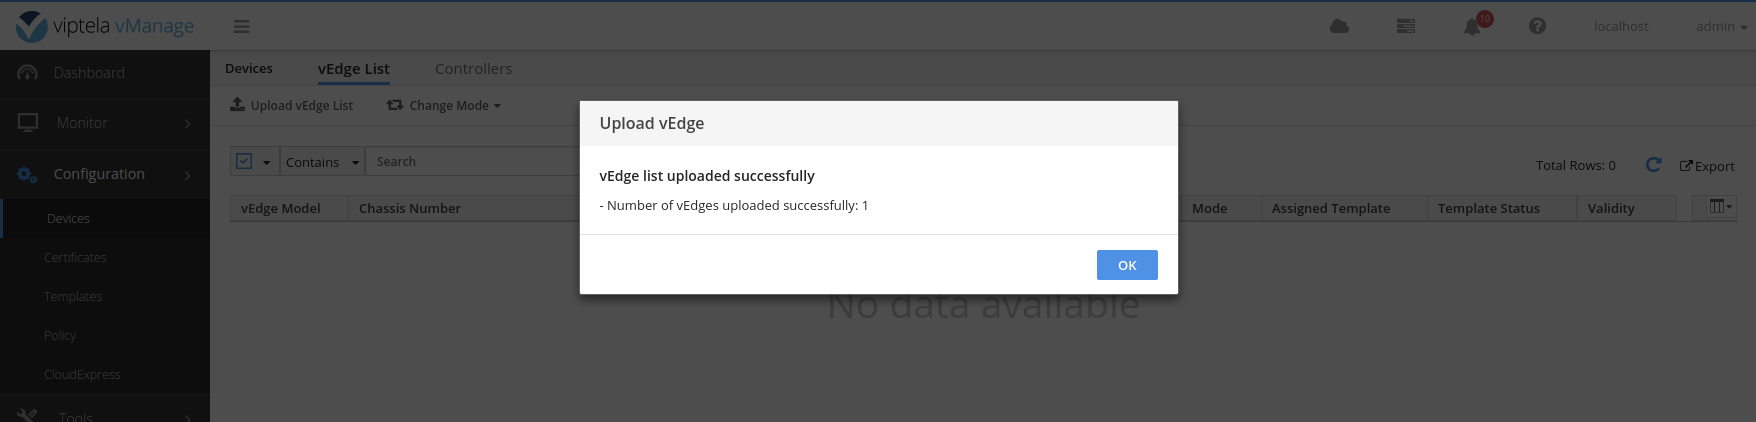 viptela vManage
10
localhost
admin
Dashboard
Monitor
Configuration
Devices
Certificates
Templates
Policy
CloudExpress
Tools
Devices
vEdge List
Controllers
Upload vEdge List
Change Mode
Contains
Search
Total Rows: 0
Export
vEdge Model
Chassis Number
Mode
Assigned Template
Template Status
Validity
No data available
Upload vEdge
vEdge list uploaded successfully
- Number of vEdges uploaded successfully: 1
OK